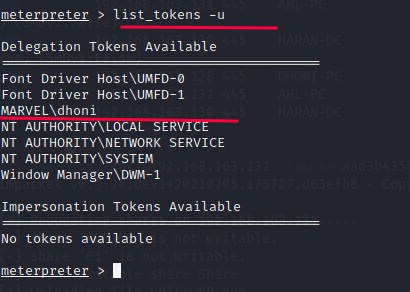 meterpreter > list_tokens -u
Delegation Tokens Available
========================================
Font Driver Host\UMFD-0
Font Driver Host\UMFD-1
MARVEL\dhoni
NT AUTHORITY\LOCAL SERVICE
NT AUTHORITY\NETWORK SERVICE
NT AUTHORITY\SYSTEM
Window Manager\DWM-1
Impersonation Tokens Available
========================================
No tokens available
meterpreter >